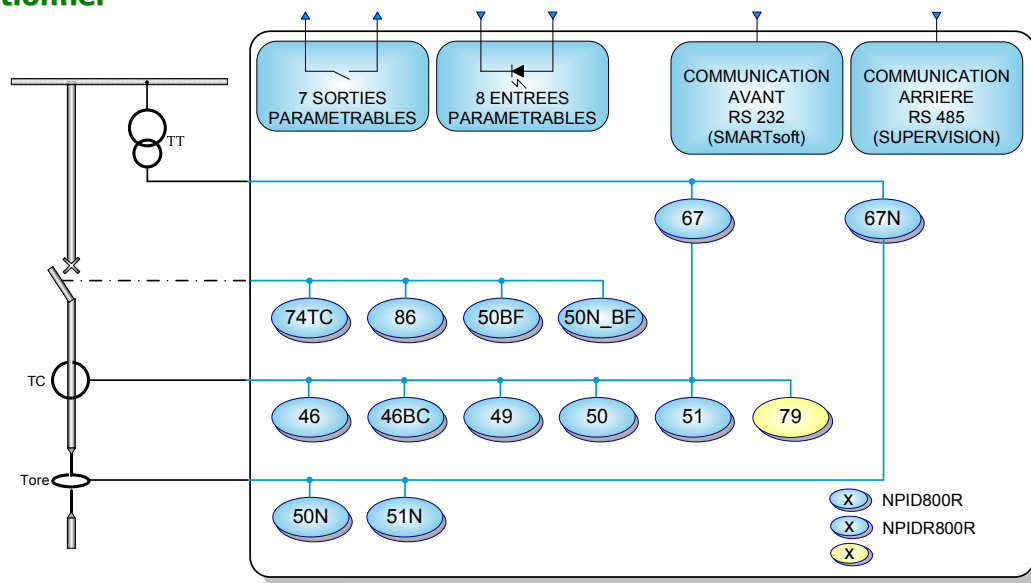 tionner
7 SORTIES
PARAMETRABLES
8 ENTREES
PARAMETRABLES
COMMUNICATION
AVANT
RS 232
(SMARTsoft)
COMMUNICATION
ARRIERE
RS 485
(SUPERVISION)
TT
67
67N
74TC
86
50BF
50N_BF
TC
46
46BC
49
50
51
79
Tore
50N
51N
X NPID800R
X NPIDR800R
X